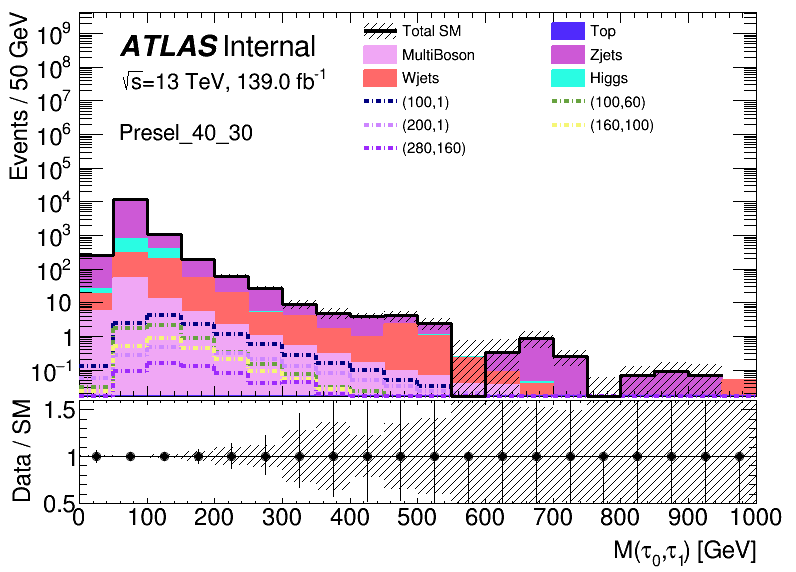 Events / 50 GeV
10⁹
10⁸
10⁷
10⁶
10⁵
10⁴
10³
10²
10
1
10⁻¹
ATLAS Internal
√s=13 TeV, 139.0 fb⁻¹
Presel_40_30
Total SM
Top
MultiBoson
Zjets
Wjets
Higgs
(100,1)
(100,60)
(200,1)
(160,100)
(280,160)
Data / SM
1.5
1
0.5
0 100 200 300 400 500 600 700 800 900 1000
M(τ₀,τ₁) [GeV]